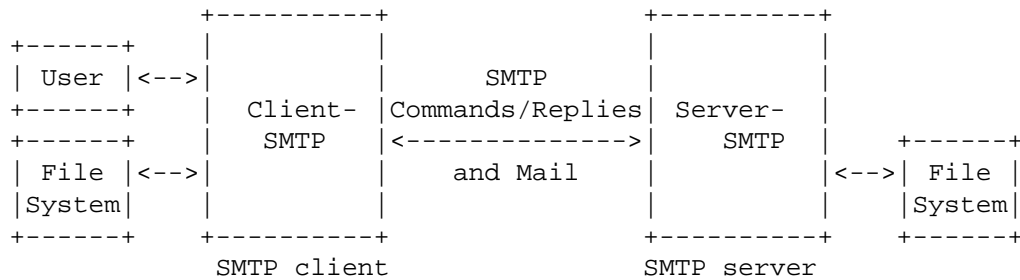 +----------+                +----------+
+------+        |          |                |          |
| User |<-->|          |      SMTP      |          |
+------+        |  Client- |Commands/Replies| Server-  |
+------+        |   SMTP   |<-------------->|    SMTP  |    +------+
| File |<-->|          |    and Mail    |          |<-->| File |
|System|        |          |                |          |    |System|
+------+        +----------+                +----------+    +------+
                 SMTP client                SMTP server